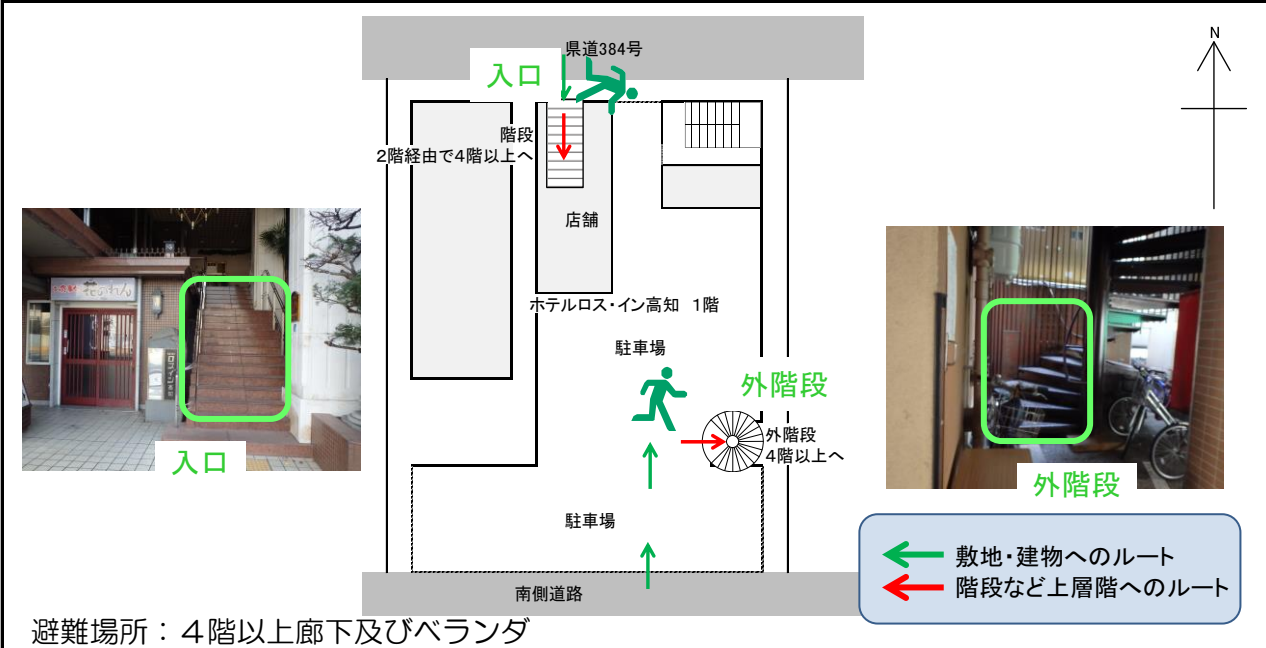 県道384号
入口
N
階段
2階経由で4階以上へ
店舗
ホテルロス・イン高知 1階
駐車場
外階段
外階段
4階以上へ
入口
外階段
駐車場
敷地・建物へのルート
階段など上層階へのルート
南側道路
避難場所：４階以上廊下及びベランダ